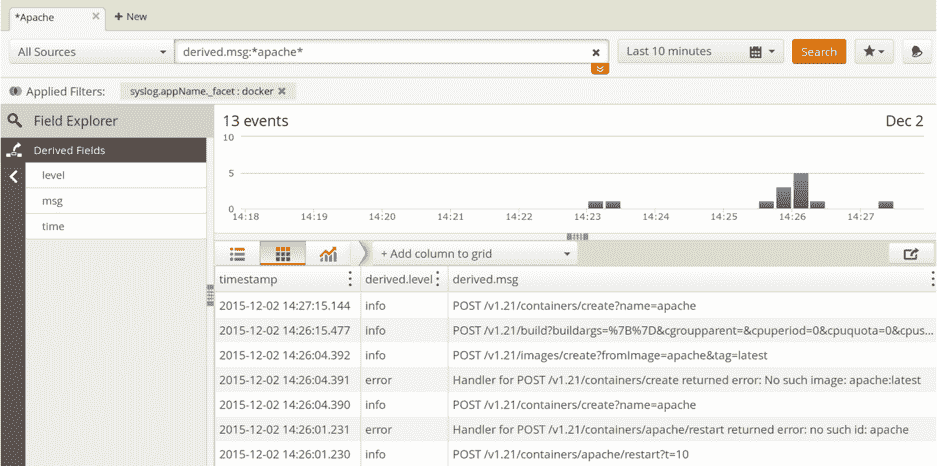 *Apache × + New
All Sources derived.msg:*apache* × Last 10 minutes Search
Applied Filters: syslog.appName._facet : docker ×
Field Explorer
Derived Fields
level
msg
time
13 events Dec 2
10
5
0
14:18 14:19 14:20 14:21 14:22 14:23 14:24 14:25 14:26 14:27
+ Add column to grid
timestamp derived.level derived.msg
2015-12-02 14:27:15.144 info POST /v1.21/containers/create?name=apache
2015-12-02 14:26:15.477 info POST /v1.21/build?buildargs=%7B%7D&cgroupparent=&cpuperiod=0&cpuquota=0&cpus...
2015-12-02 14:26:04.392 info POST /v1.21/images/create?fromImage=apache&tag=latest
2015-12-02 14:26:04.391 error Handler for POST /v1.21/containers/create returned error: No such image: apache:latest
2015-12-02 14:26:04.390 info POST /v1.21/containers/create?name=apache
2015-12-02 14:26:01.231 error Handler for POST /v1.21/containers/apache/restart returned error: no such id: apache
2015-12-02 14:26:01.230 info POST /v1.21/containers/apache/restart?t=10